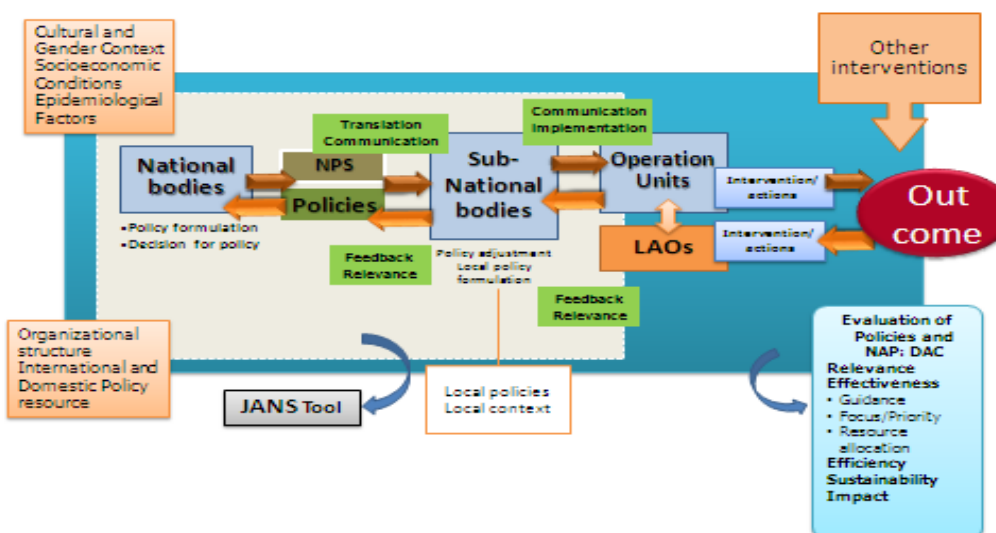 Cultural and
Gender Context
Socioeconomic
Conditions
Epidemiological
Factors
Other
interventions
Translation
Communication
Communication
Implementation
National
bodies
NPS
Policies
Sub-
National
bodies
Operation
Units
Intervention/
actions
Out
come
•Policy formulation
•Decision for policy
LAOs
Intervention/
actions
Feedback
Relevance
Policy adjustment
Local policy
formulation
Feedback
Relevance
Organizational
structure
International and
Domestic Policy
resource
JANS Tool
Local policies
Local context
Evaluation of
Policies and
NAP: DAC
Relevance
Effectiveness
• Guidance
• Focus/Priority
• Resource
allocation
Efficiency
Sustainability
Impact